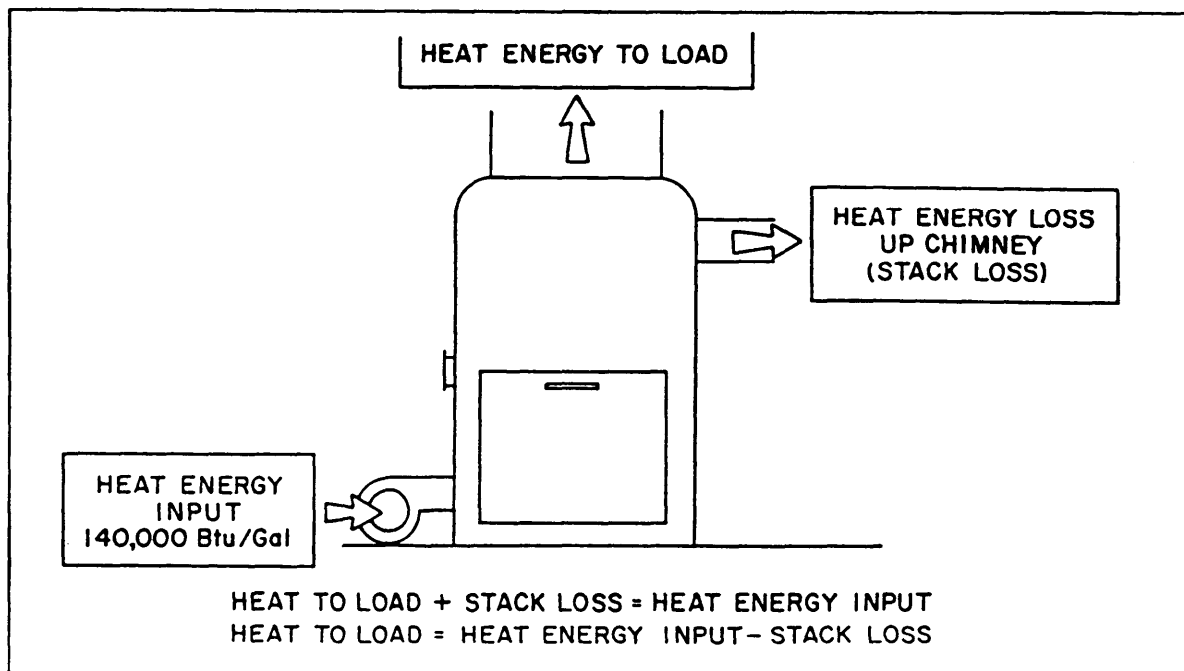 HEAT ENERGY TO LOAD
HEAT ENERGY LOSS
UP CHIMNEY
(STACK LOSS)
HEAT ENERGY
INPUT
140,000 Btu/Gal
HEAT TO LOAD + STACK LOSS = HEAT ENERGY INPUT
HEAT TO LOAD = HEAT ENERGY INPUT - STACK LOSS